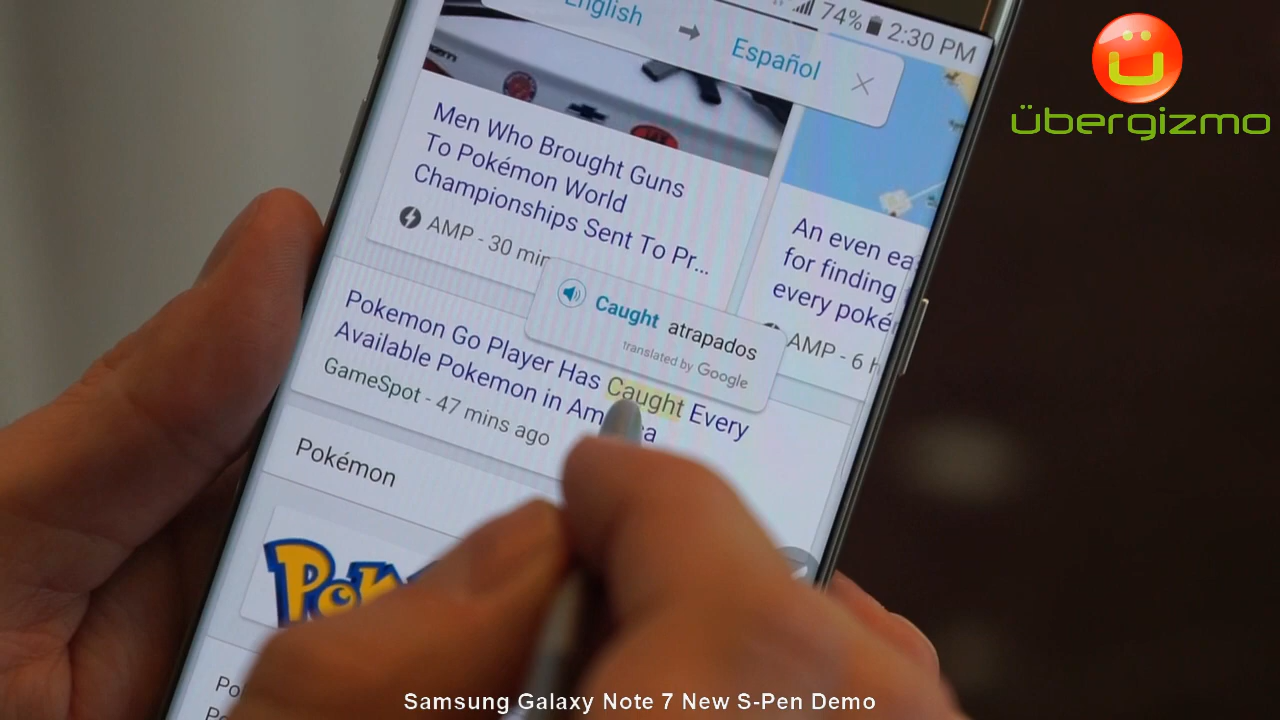 74% 2:30 PM
English → Español
Men Who Brought Guns
To Pokémon World
Championships Sent To Pr...
AMP - 30 min
An even ea
for finding
every poké
AMP - 6 H
Caught atrapados
translated by Google
Pokemon Go Player Has Caught Every
Available Pokemon in Am a
GameSpot - 47 mins ago
Pokémon
Po
Po
übergizmo
Samsung Galaxy Note 7 New S-Pen Demo